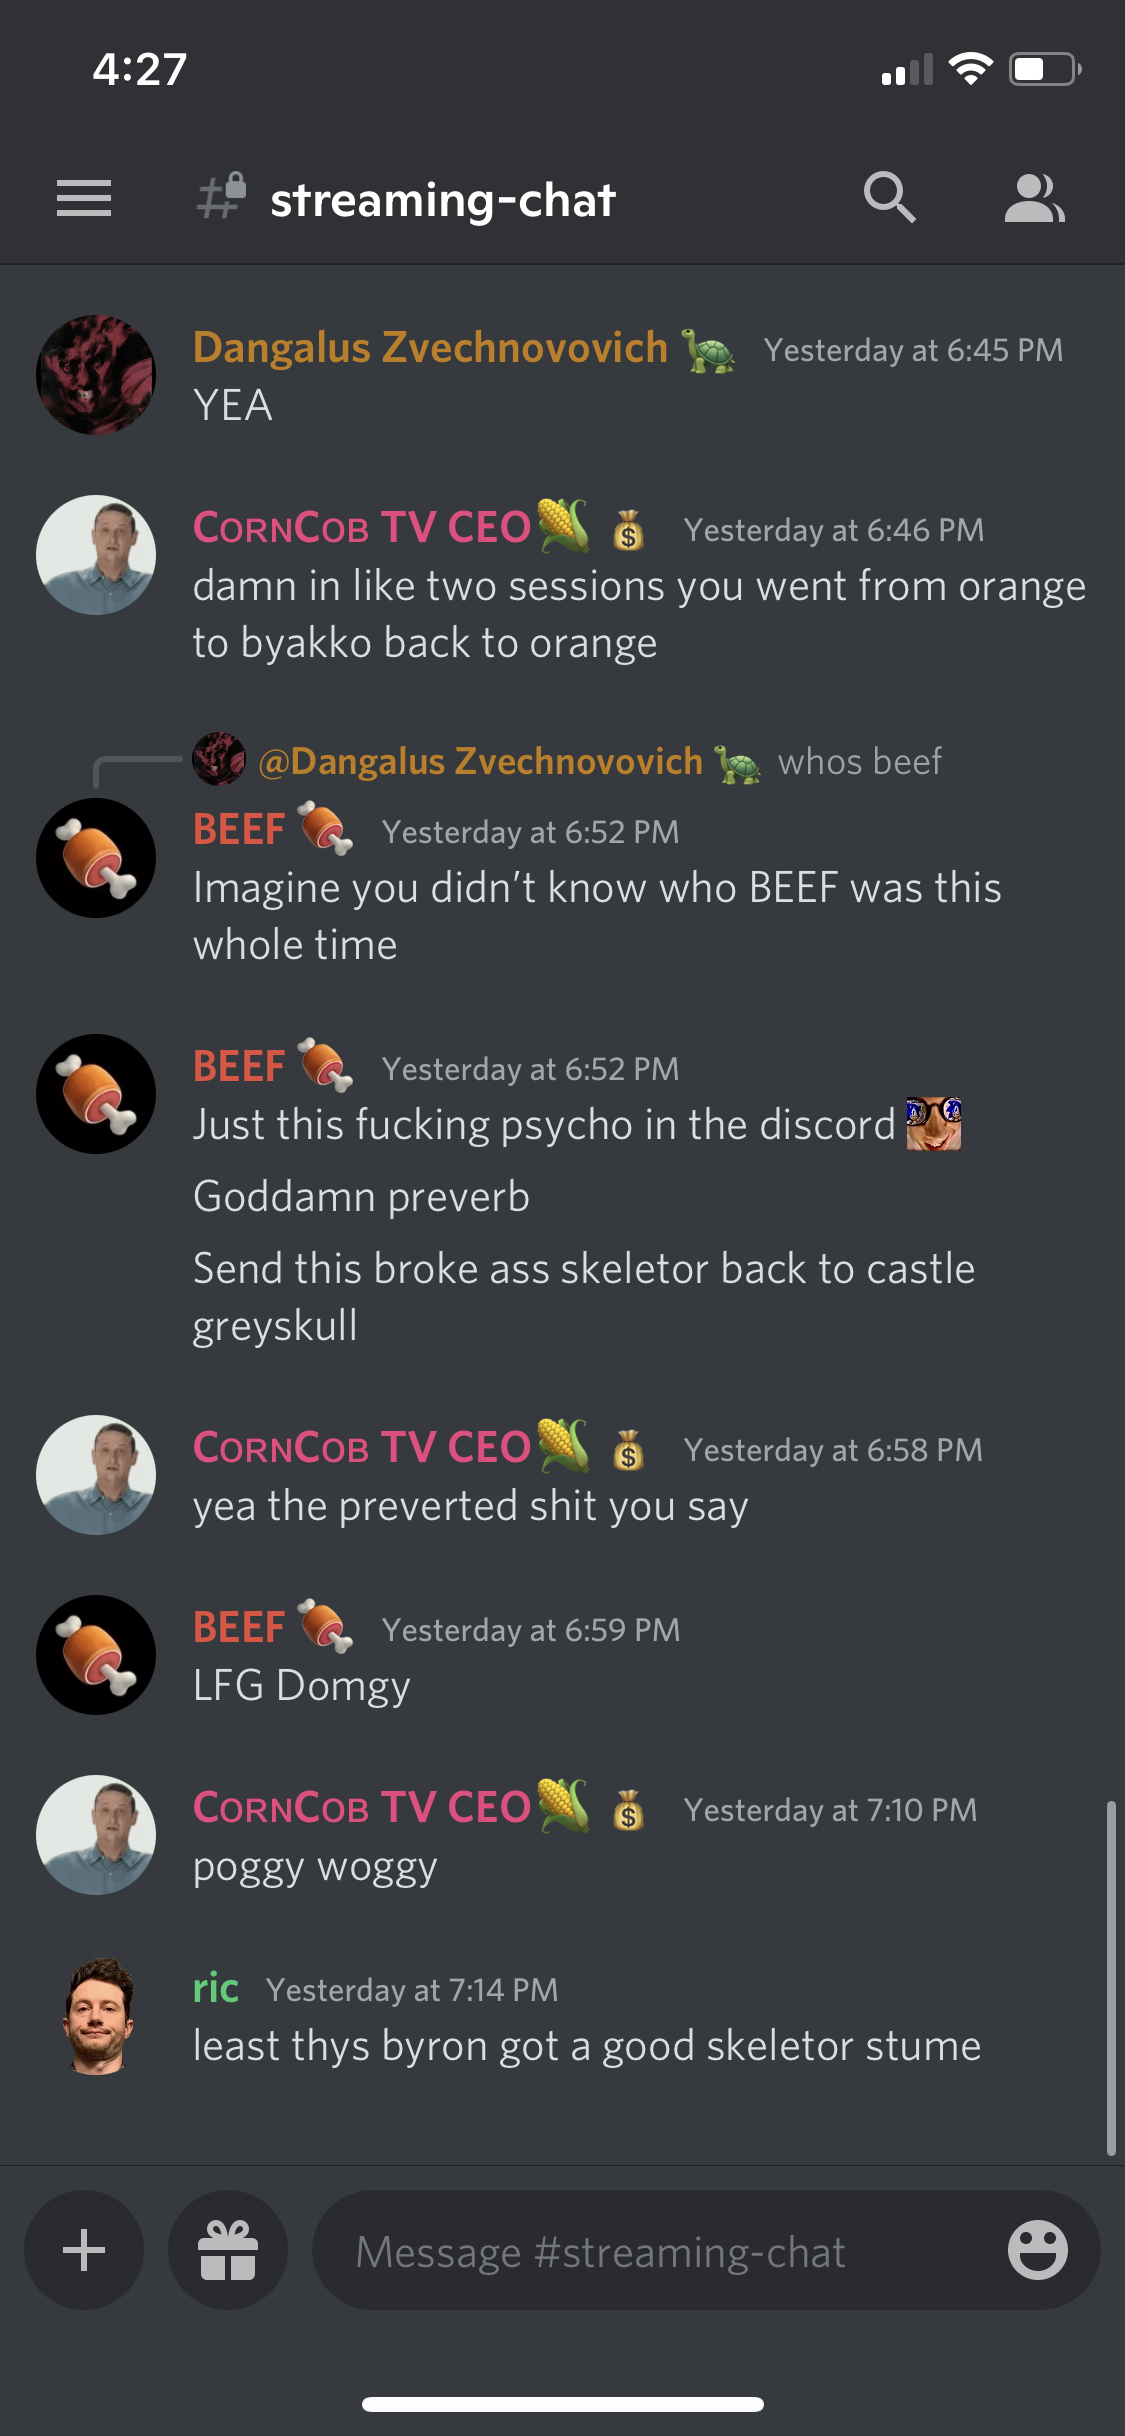 4:27
streaming-chat
Dangalus Zvechnovovich 🐢 Yesterday at 6:45 PM
YEA
CornCob TV CEO🌽 💰 Yesterday at 6:46 PM
damn in like two sessions you went from orange
to byakko back to orange
@Dangalus Zvechnovovich 🐢 whos beef
BEEF🍖 Yesterday at 6:52 PM
Imagine you didn’t know who BEEF was this
whole time
BEEF🍖 Yesterday at 6:52 PM
Just this fucking psycho in the discord
Goddamn preverb
Send this broke ass skeletor back to castle
greyskull
CornCob TV CEO🌽 💰 Yesterday at 6:58 PM
yea the preverted shit you say
BEEF🍖 Yesterday at 6:59 PM
LFG Domgy
CornCob TV CEO🌽 💰 Yesterday at 7:10 PM
poggy woggy
ric Yesterday at 7:14 PM
least thys byron got a good skeletor stume
Message #streaming-chat